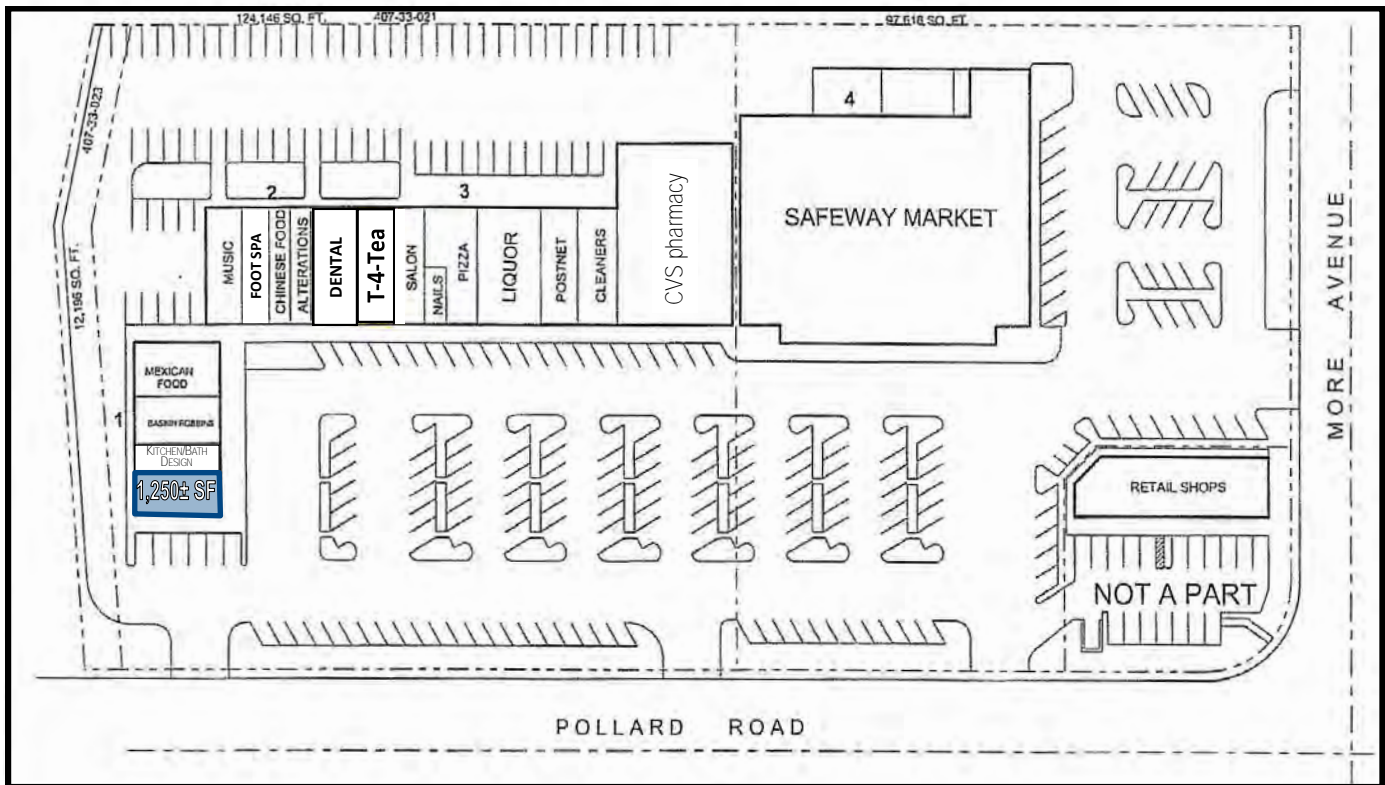 124,146 SQ. FT.
407-33-021
97,618 SQ. FT.
407-33-023
12,196 SQ. FT.
4
2
3
MUSIC
FOOT SPA
CHINESE FOOD
ALTERATIONS
DENTAL
T-4-Tea
SALON
NAILS
PIZZA
LIQUOR
POSTNET
CLEANERS
CVS pharmacy
SAFEWAY MARKET
MORE AVENUE
1
MEXICAN
FOOD
BASKIN ROBBINS
KITCHEN/BATH
DESIGN
1,250± SF
RETAIL SHOPS
NOT A PART
POLLARD ROAD